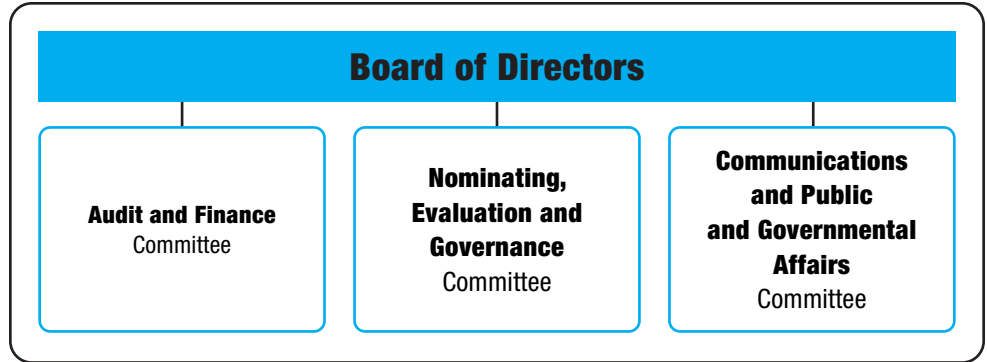 Board of Directors
Audit and Finance
Committee
Nominating,
Evaluation and
Governance
Committee
Communications
and Public
and Governmental
Affairs
Committee